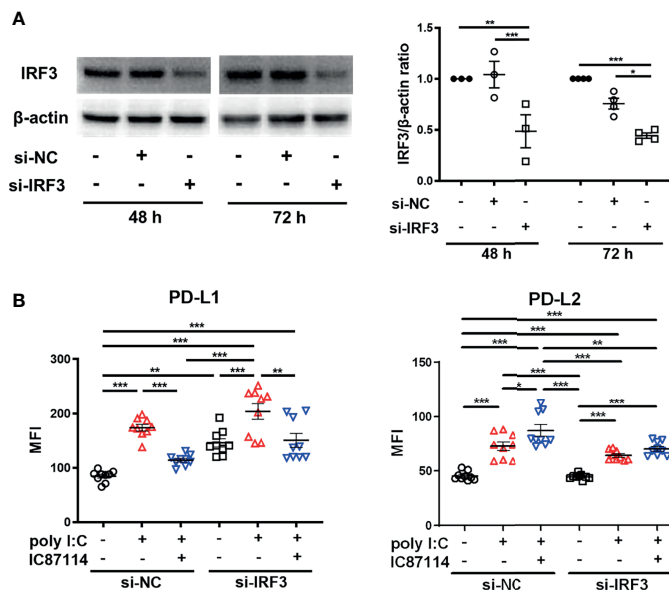 A
IRF3
β-actin
si-NC - + - - + -
si-IRF3 - - + - - +
48 h 72 h
IRF3/β-actin ratio
1.5
1.0
0.5
0.0
** *** *** *
si-NC - + - - + -
si-IRF3 - - + - - +
48 h 72 h
B
PD-L1
MFI
300
200
100
0
***
***
***
** *** **
*** ***
poly I:C - + + - + +
IC87114 - - + - - +
si-NC si-IRF3
PD-L2
MFI
150
100
50
0
***
*** ***
*** **
***
*** * *** ***
***
poly I:C - + + - + +
IC87114 - - + - - +
si-NC si-IRF3